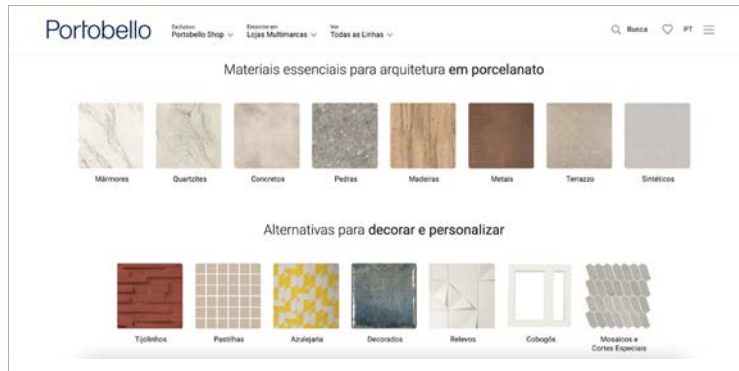 Portobello
Exclusivo
Portobello Shop
Encontre em
Lojas Multimarcas
Ver
Todas as Linhas
Busca
PT
Materiais essenciais para arquitetura em porcelanato
Mármores
Quartzites
Concretos
Pedras
Madeiras
Metais
Terrazzo
Sintéticos
Alternativas para decorar e personalizar
Tijolinhos
Pastilhas
Azulejaria
Decorados
Relevos
Cobogós
Mosaicos e
Cortes Especiais